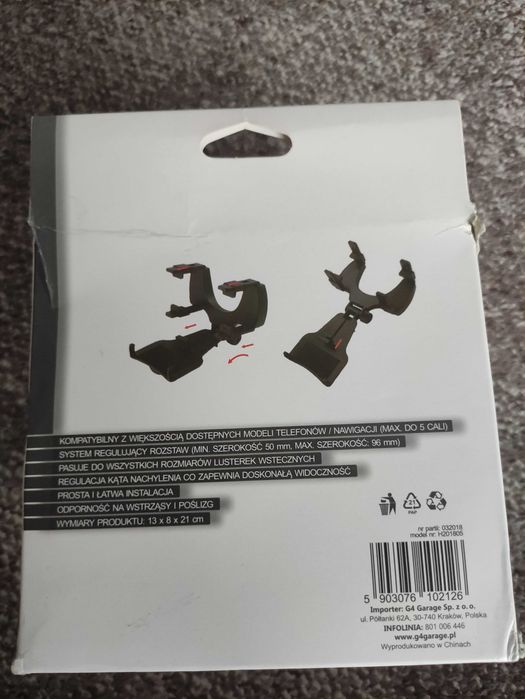 KOMPATYBILNY Z WIĘKSZOŚCIĄ DOSTĘPNYCH MODELI TELEFONÓW / NAWIGACJI (MAX. DO 5 CALI)
SYSTEM REGULUJĄCY ROZSTAW (MIN. SZEROKOŚĆ 50 mm, MAX. SZEROKOŚĆ: 96 mm)
PASUJE DO WSZYSTKICH ROZMIARÓW LUSTEREK WSTECZNYCH
REGULACJA KĄTA NACHYLENIA CO ZAPEWNIA DOSKONAŁĄ WIDOCZNOŚĆ
PROSTA I ŁATWA INSTALACJA
ODPORNOŚĆ NA WSTRZĄSY I POŚLIZG
WYMIARY PRODUKTU: 13 x 8 x 21 cm
21
PAP
nr partii: 032018
model nr: H201805
5 903076 102126
Importer: G4 Garage Sp. z o. o.
ul. Półłanki 62A, 30-740 Kraków, Polska
INFOLINIA: 801 006 446
www.g4garage.pl
Wyprodukowano w Chinach